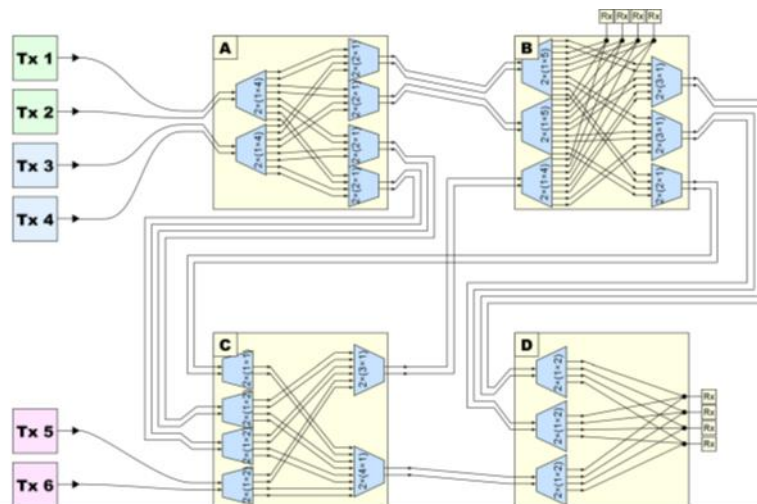 Tx 1
Tx 2
Tx 3
Tx 4
Tx 5
Tx 6
A
2×(1×4)
2×(1×4)
2×(2×1)
2×(2×1)
2×(2×1)
2×(2×1)
B
Rx Rx Rx Rx
2×(1×5)
2×(1×5)
2×(1×4)
2×(3×1)
2×(3×1)
2×(2×1)
C
2×(1×1)
2×(1×2)
2×(1×2)
2×(1×2)
2×(3×1)
2×(4×1)
D
2×(1×2)
2×(1×2)
2×(1×2)
Rx
Rx
Rx
Rx